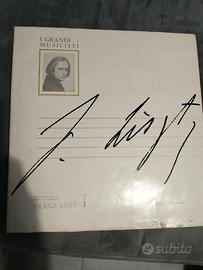 I GRANDI
MUSICISTI
F. Liszt
FRANZ LISZT
subito